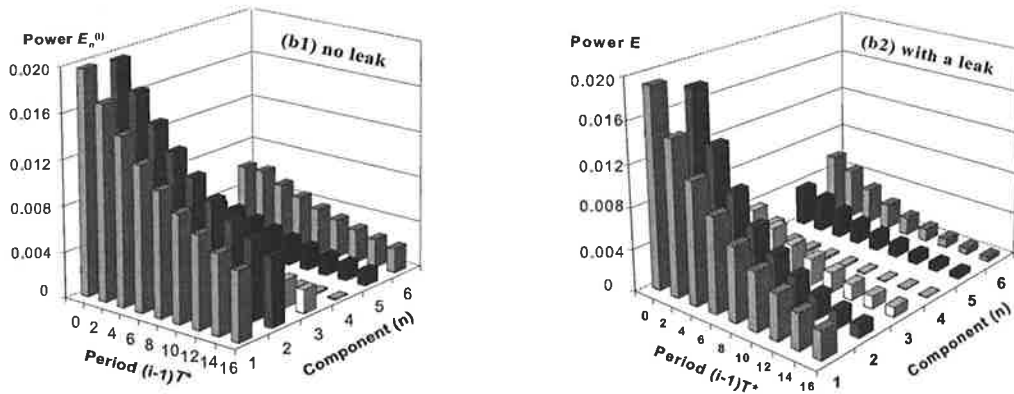 Power Eₙ⁽ⁱ⁾
(b1) no leak
0.020
0.016
0.012
0.008
0.004
0
0 2 4 6 8 10 12 14 16
Period (i-1)T*
1 2 3 4 5 6
Component (n)
Power E
(b2) with a leak
0.020
0.016
0.012
0.008
0.004
0
0 2 4 6 8 10 12 14 16
Period (i-1)T*
1 2 3 4 5 6
Component (n)